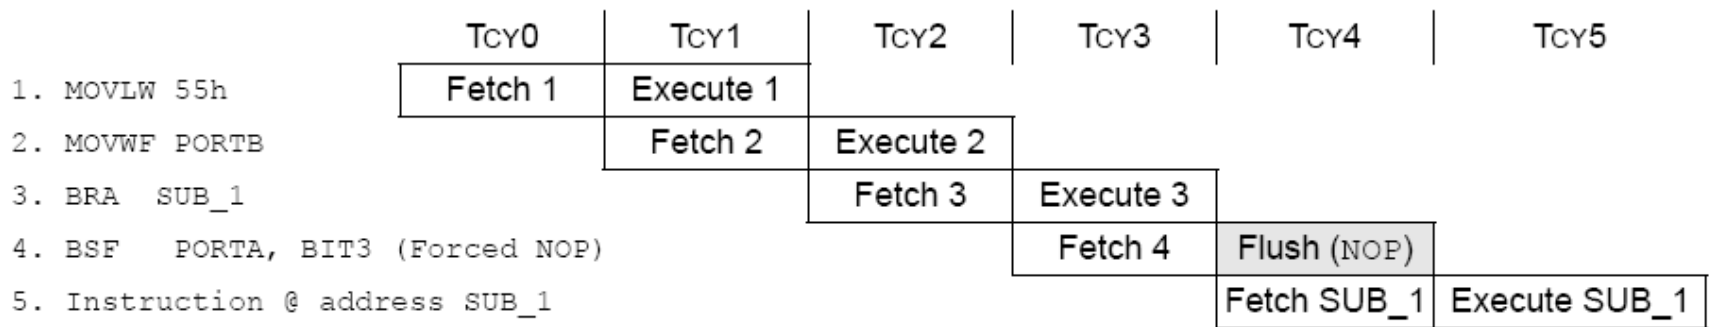 TCY0 TCY1 TCY2 TCY3 TCY4 TCY5
1. MOVLW 55h Fetch 1 Execute 1
2. MOVWF PORTB Fetch 2 Execute 2
3. BRA SUB_1 Fetch 3 Execute 3
4. BSF PORTA, BIT3 (Forced NOP) Fetch 4 Flush (NOP)
5. Instruction @ address SUB_1 Fetch SUB_1 Execute SUB_1